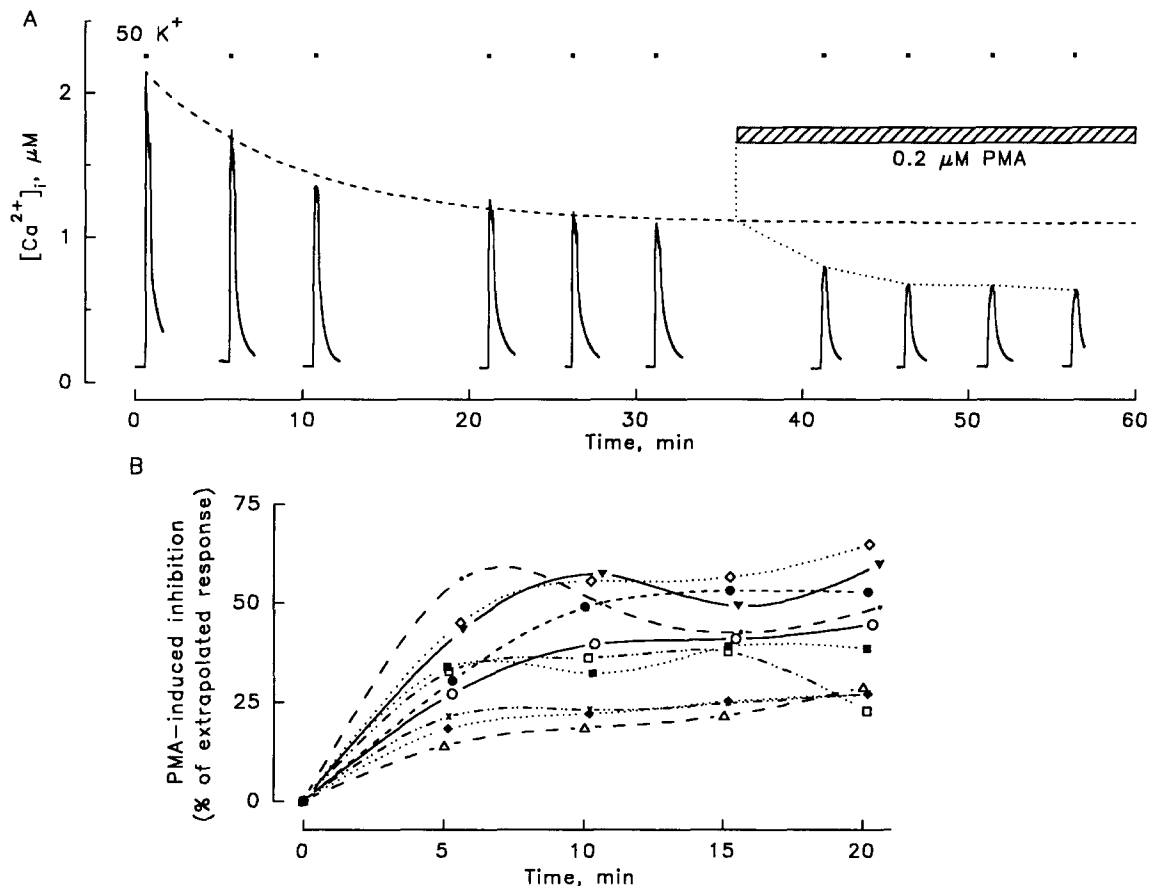 A
50 K+
2
1
0
[Ca2+]i, µM
0.2 µM PMA
0 10 20 30 40 50 60
Time, min
B
75
50
25
0
PMA-induced inhibition
(% of extrapolated response)
0 5 10 15 20
Time, min